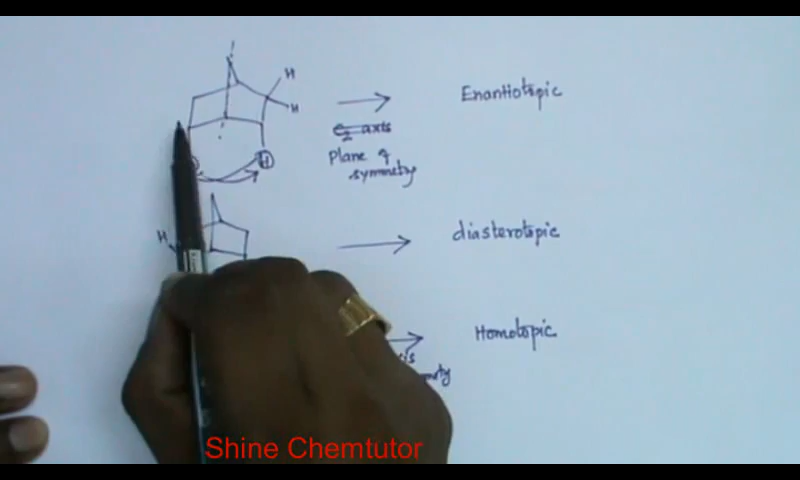 H
H
Enantiotopic
C2 axis
Plane of
symmetry
H
H
diasterotopic
Homotopic
Shine Chemtutor